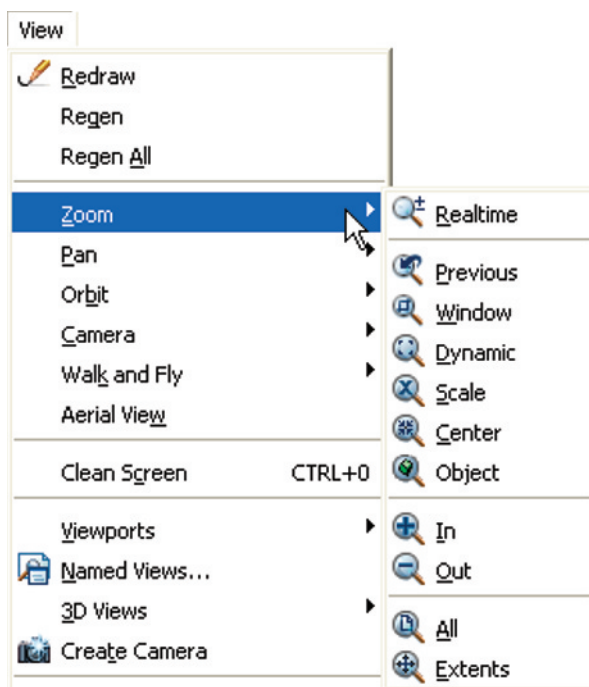 View
Redraw
Regen
Regen All
Zoom
Pan
Orbit
Camera
Walk and Fly
Aerial View
Clean Screen CTRL+0
Viewports
Named Views...
3D Views
Create Camera
Realtime
Previous
Window
Dynamic
Scale
Center
Object
In
Out
All
Extents